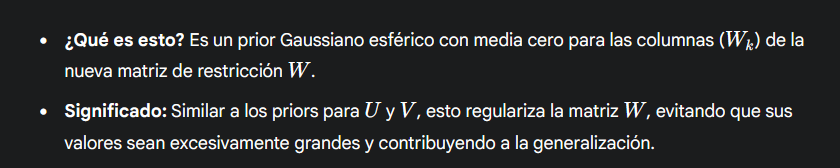 • ¿Qué es esto? Es un prior Gaussiano esférico con media cero para las columnas (W_k) de la
nueva matriz de restricción W.
• Significado: Similar a los priors para U y V, esto regulariza la matriz W, evitando que sus
valores sean excesivamente grandes y contribuyendo a la generalización.